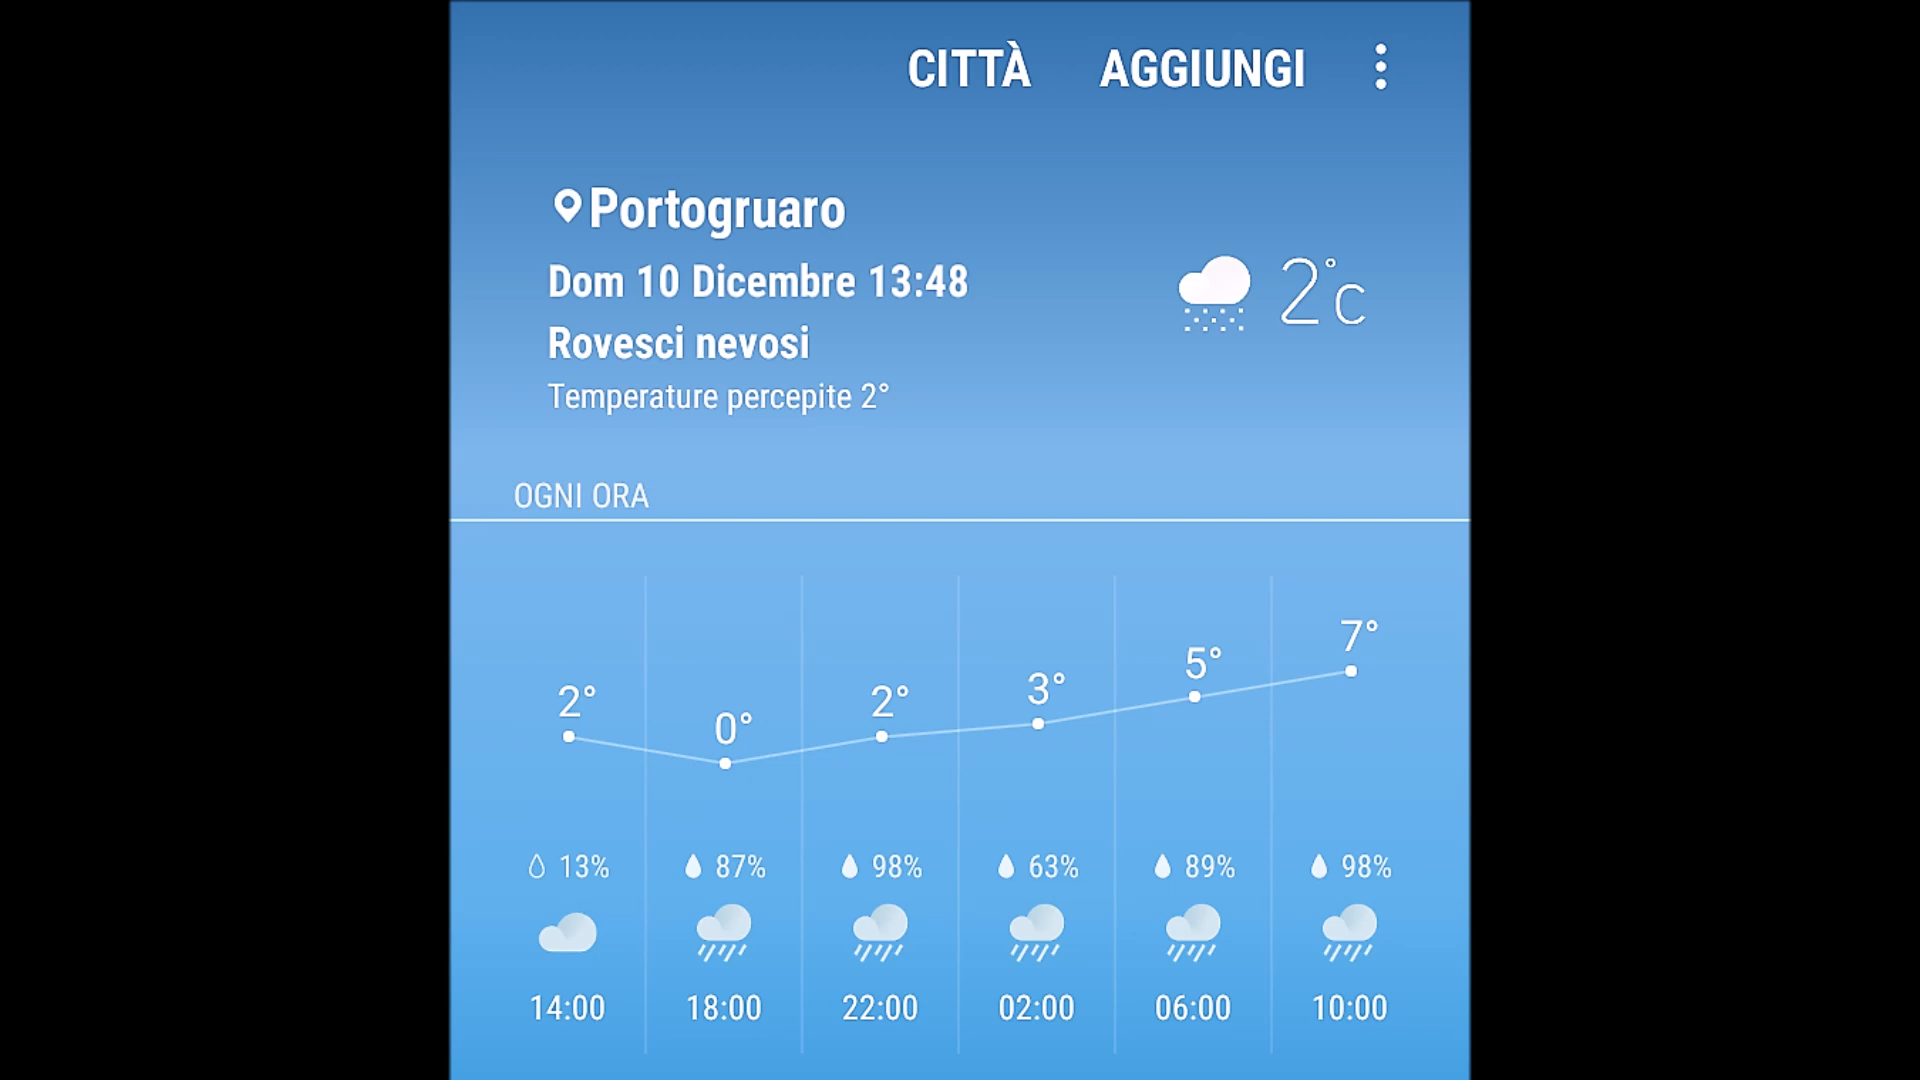 CITTÀ AGGIUNGI
Portogruaro
Dom 10 Dicembre 13:48
2°c
Rovesci nevosi
Temperature percepite 2°
OGNI ORA
2° 0° 2° 3° 5° 7°
13% 87% 98% 63% 89% 98%
14:00 18:00 22:00 02:00 06:00 10:00